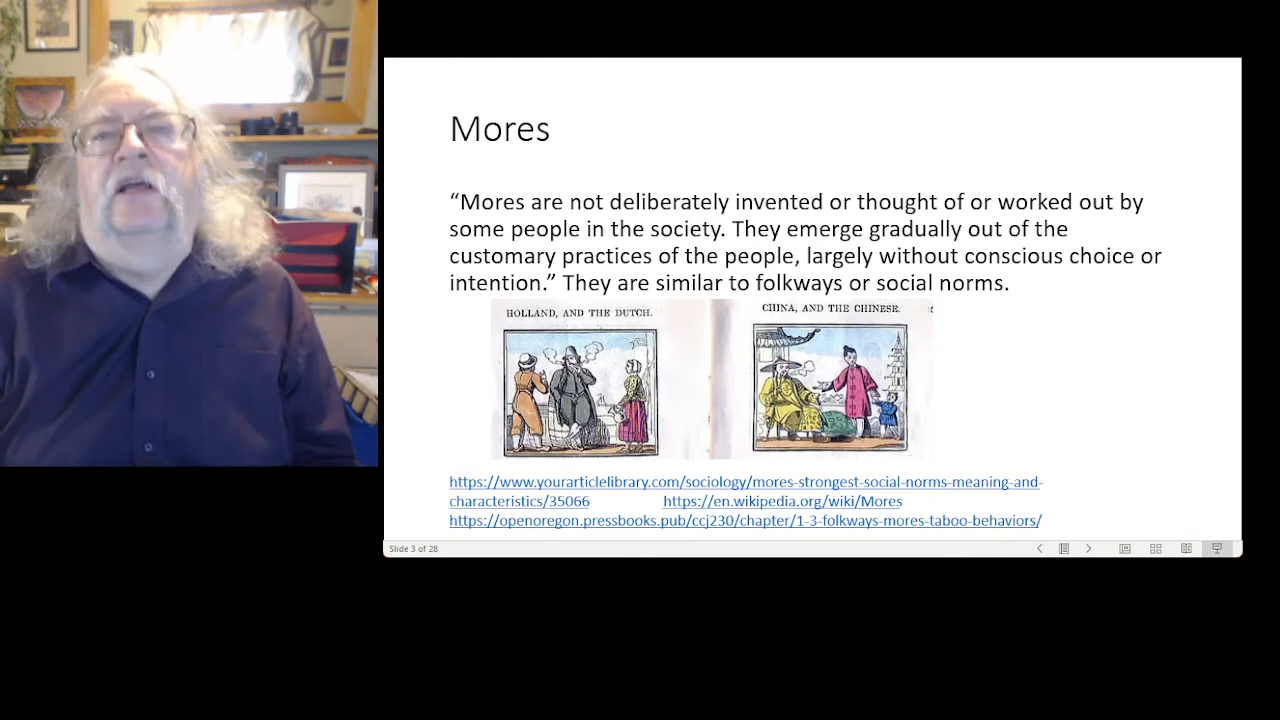 Mores
“Mores are not deliberately invented or thought of or worked out by
some people in the society. They emerge gradually out of the
customary practices of the people, largely without conscious choice or
intention.” They are similar to folkways or social norms.
HOLLAND, AND THE DUTCH.
CHINA, AND THE CHINESE.
https://www.yourarticlelibrary.com/sociology/mores-strongest-social-norms-meaning-and-
characteristics/35066 https://en.wikipedia.org/wiki/Mores
https://openoregon.pressbooks.pub/ccj230/chapter/1-3-folkways-mores-taboo-behaviors/
Slide 3 of 28